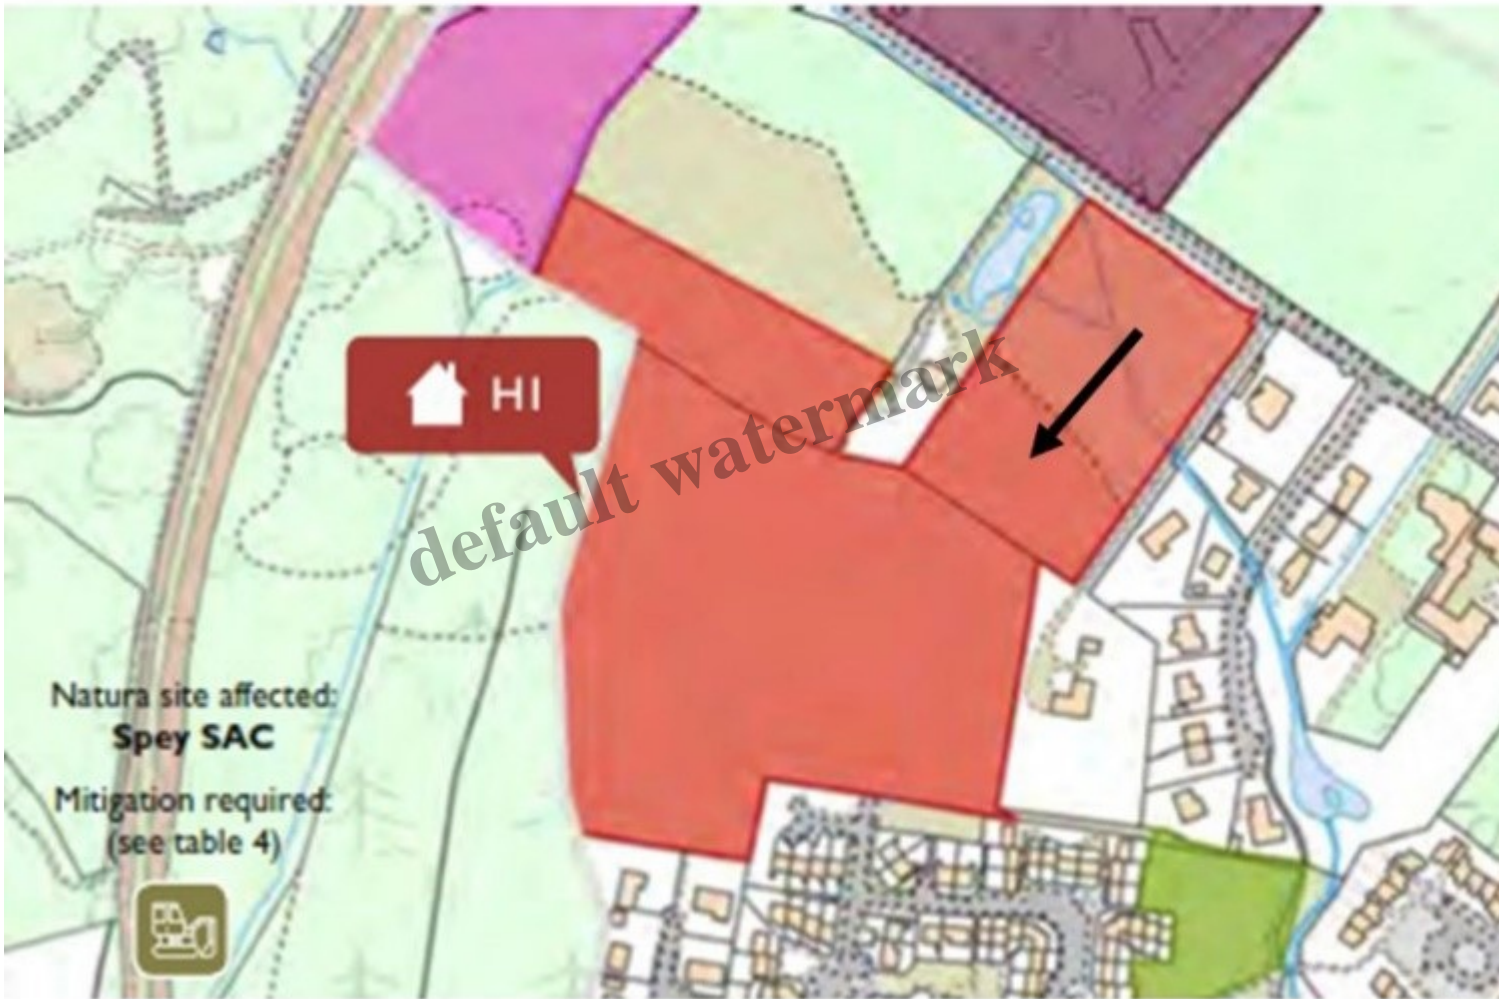 HI
default watermark
Natura site affected:
Spey SAC
Mitigation required:
(see table 4)